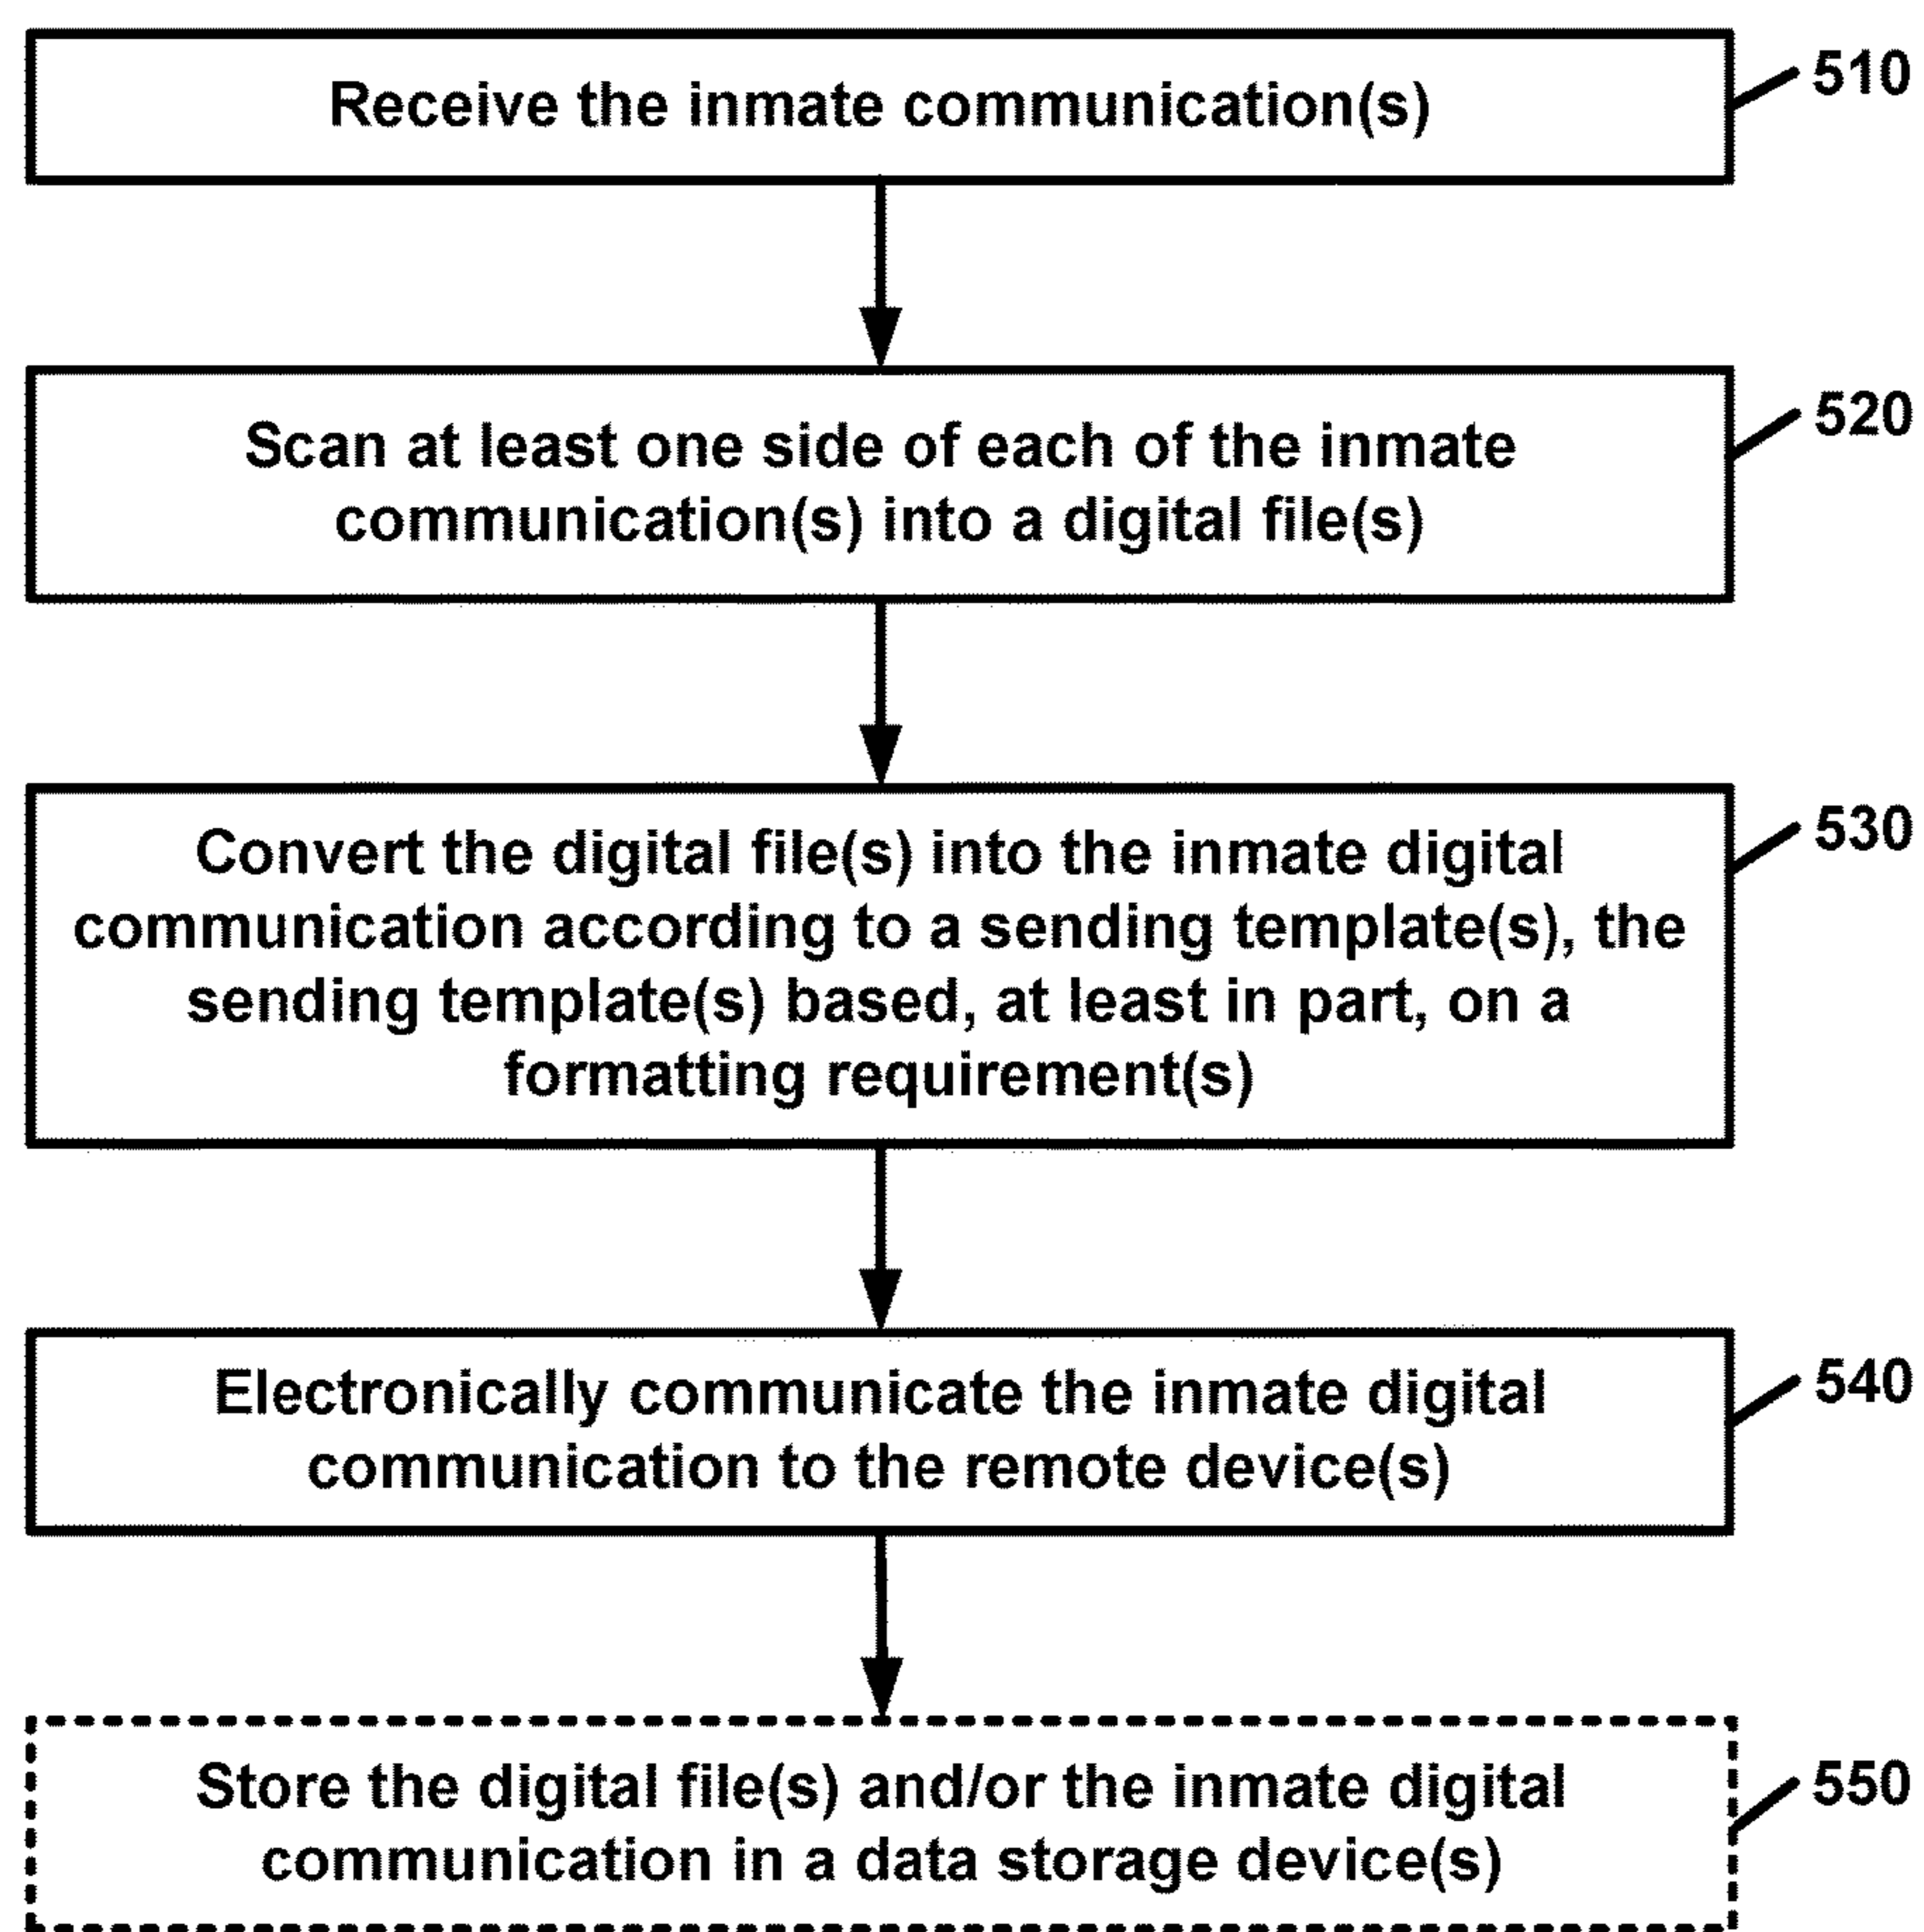 Receive the inmate communication(s)
510
Scan at least one side of each of the inmate
communication(s) into a digital file(s)
520
Convert the digital file(s) into the inmate digital
communication according to a sending template(s), the
sending template(s) based, at least in part, on a
formatting requirement(s)
530
Electronically communicate the inmate digital
communication to the remote device(s)
540
Store the digital file(s) and/or the inmate digital
communication in a data storage device(s)
550